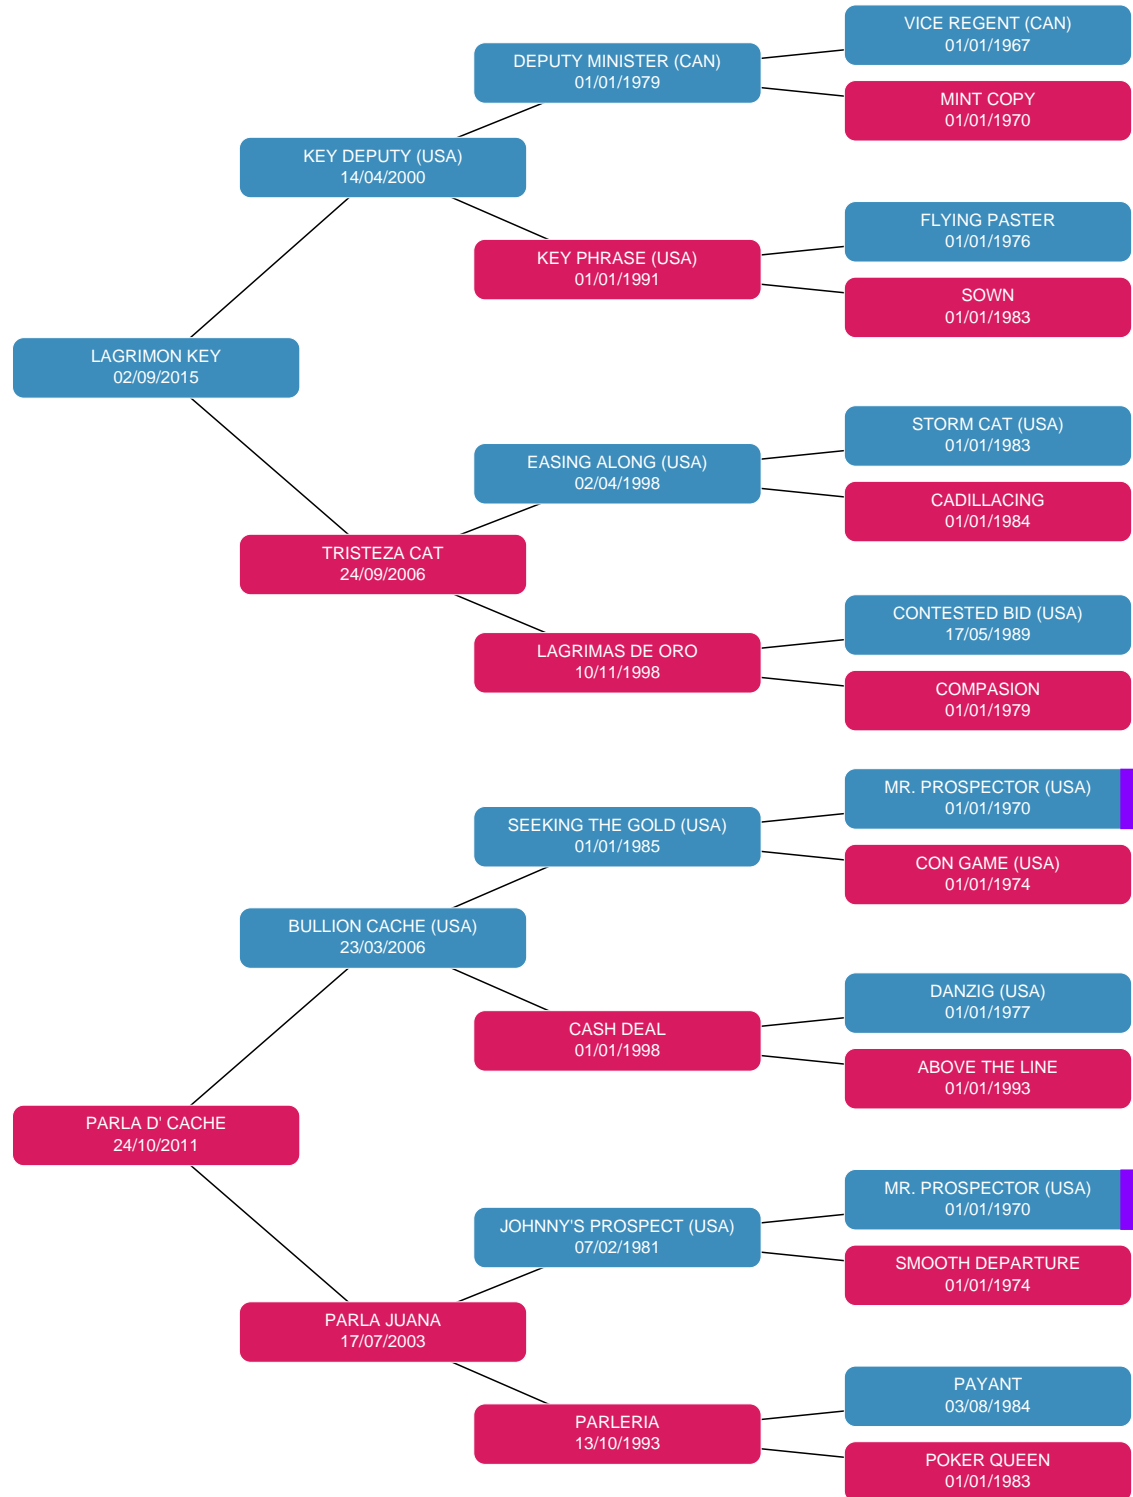 VICE REGENT (CAN)
01/01/1967
DEPUTY MINISTER (CAN)
01/01/1979
MINT COPY
01/01/1970
KEY DEPUTY (USA)
14/04/2000
FLYING PASTER
01/01/1976
KEY PHRASE (USA)
01/01/1991
SOWN
01/01/1983
LAGRIMON KEY
02/09/2015
STORM CAT (USA)
01/01/1983
EASING ALONG (USA)
02/04/1998
CADILLACING
01/01/1984
TRISTEZA CAT
24/09/2006
CONTESTED BID (USA)
17/05/1989
LAGRIMAS DE ORO
10/11/1998
COMPASION
01/01/1979
MR. PROSPECTOR (USA)
01/01/1970
SEEKING THE GOLD (USA)
01/01/1985
CON GAME (USA)
01/01/1974
BULLION CACHE (USA)
23/03/2006
DANZIG (USA)
01/01/1977
CASH DEAL
01/01/1998
ABOVE THE LINE
01/01/1993
PARLA D' CACHE
24/10/2011
MR. PROSPECTOR (USA)
01/01/1970
JOHNNY'S PROSPECT (USA)
07/02/1981
SMOOTH DEPARTURE
01/01/1974
PARLA JUANA
17/07/2003
PAYANT
03/08/1984
PARLERIA
13/10/1993
POKER QUEEN
01/01/1983